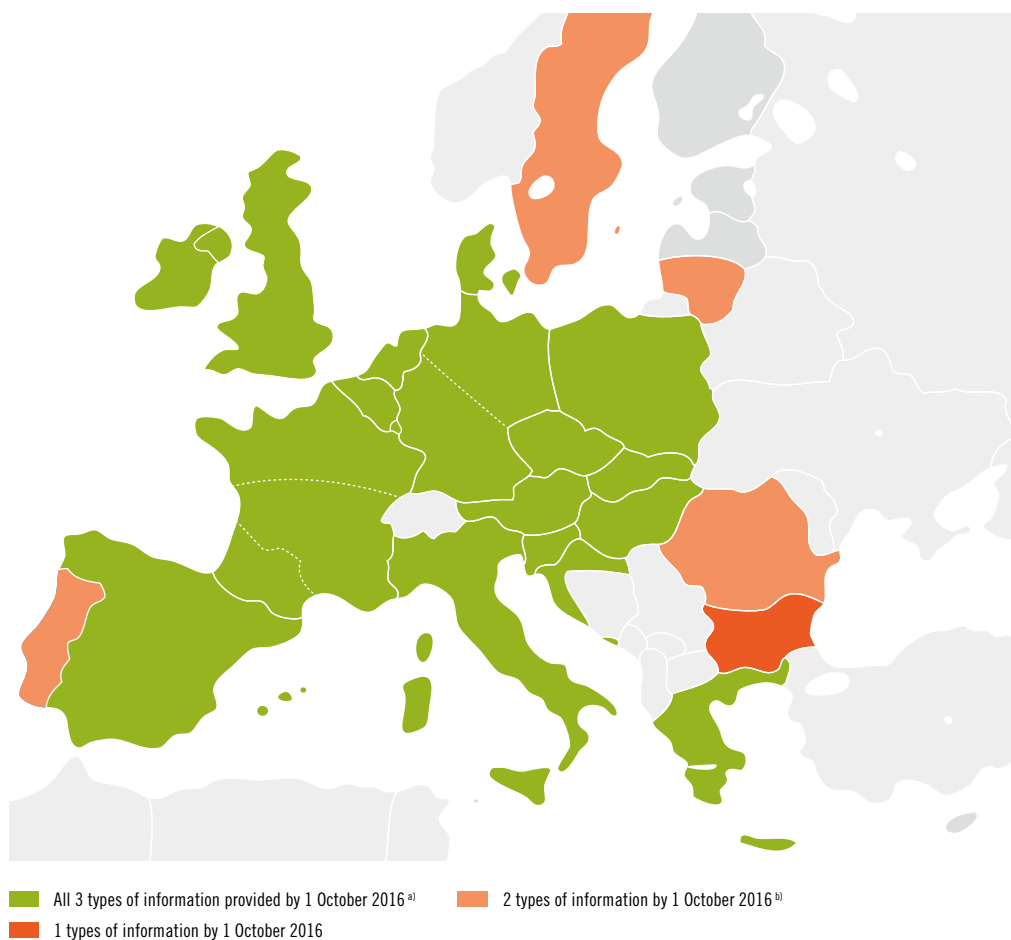 All 3 types of information provided by 1 October 2016 a)
2 types of information by 1 October 2016 b)
1 types of information by 1 October 2016